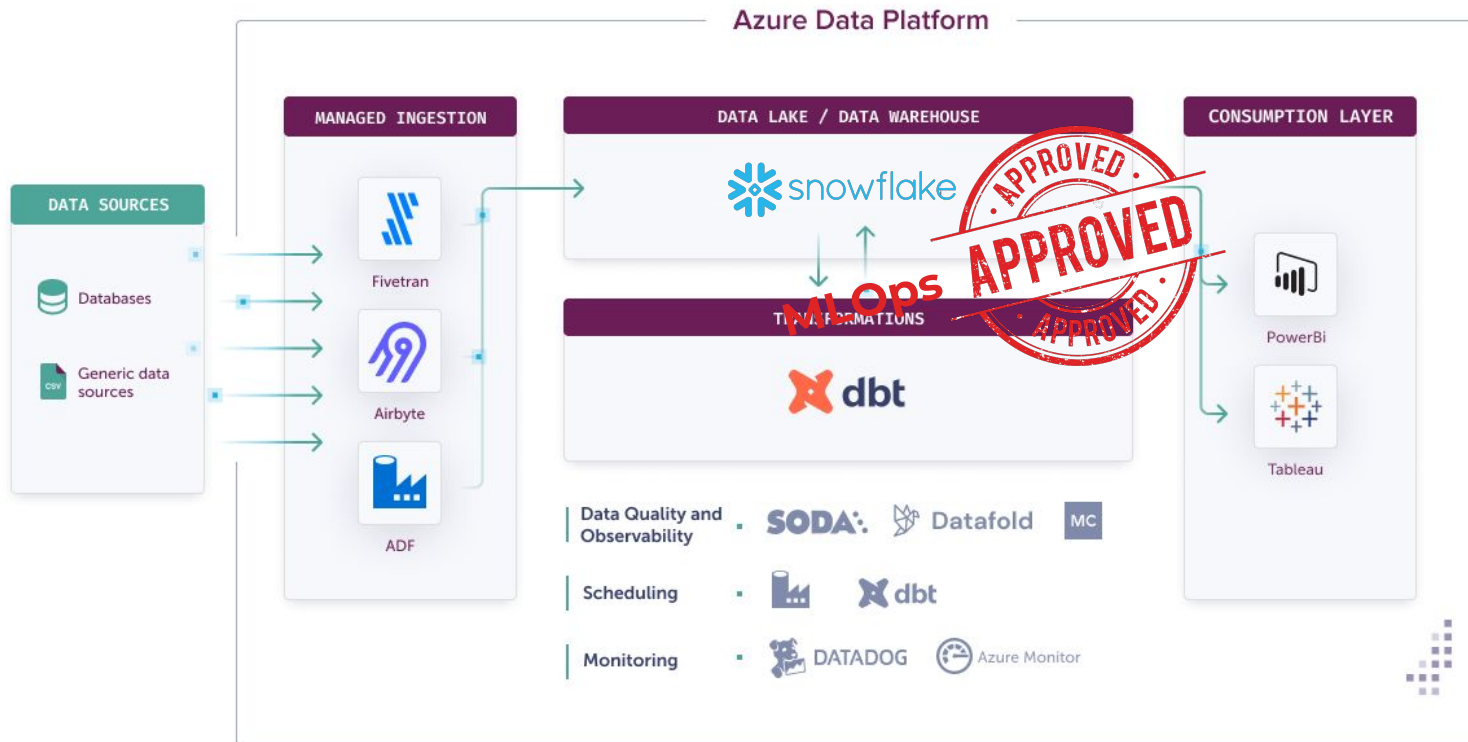 Azure Data Platform
MANAGED INGESTION
DATA LAKE / DATA WAREHOUSE
CONSUMPTION LAYER
DATA SOURCES
Databases
Generic data
sources
CSV
Fivetran
Airbyte
ADF
snowflake
APPROVED
MLOps APPROVED
APPROVED
TRANSFORMATIONS
dbt
PowerBi
Tableau
Data Quality and
Observability
SODA
Datafold
MC
Scheduling
dbt
Monitoring
DATADOG
Azure Monitor